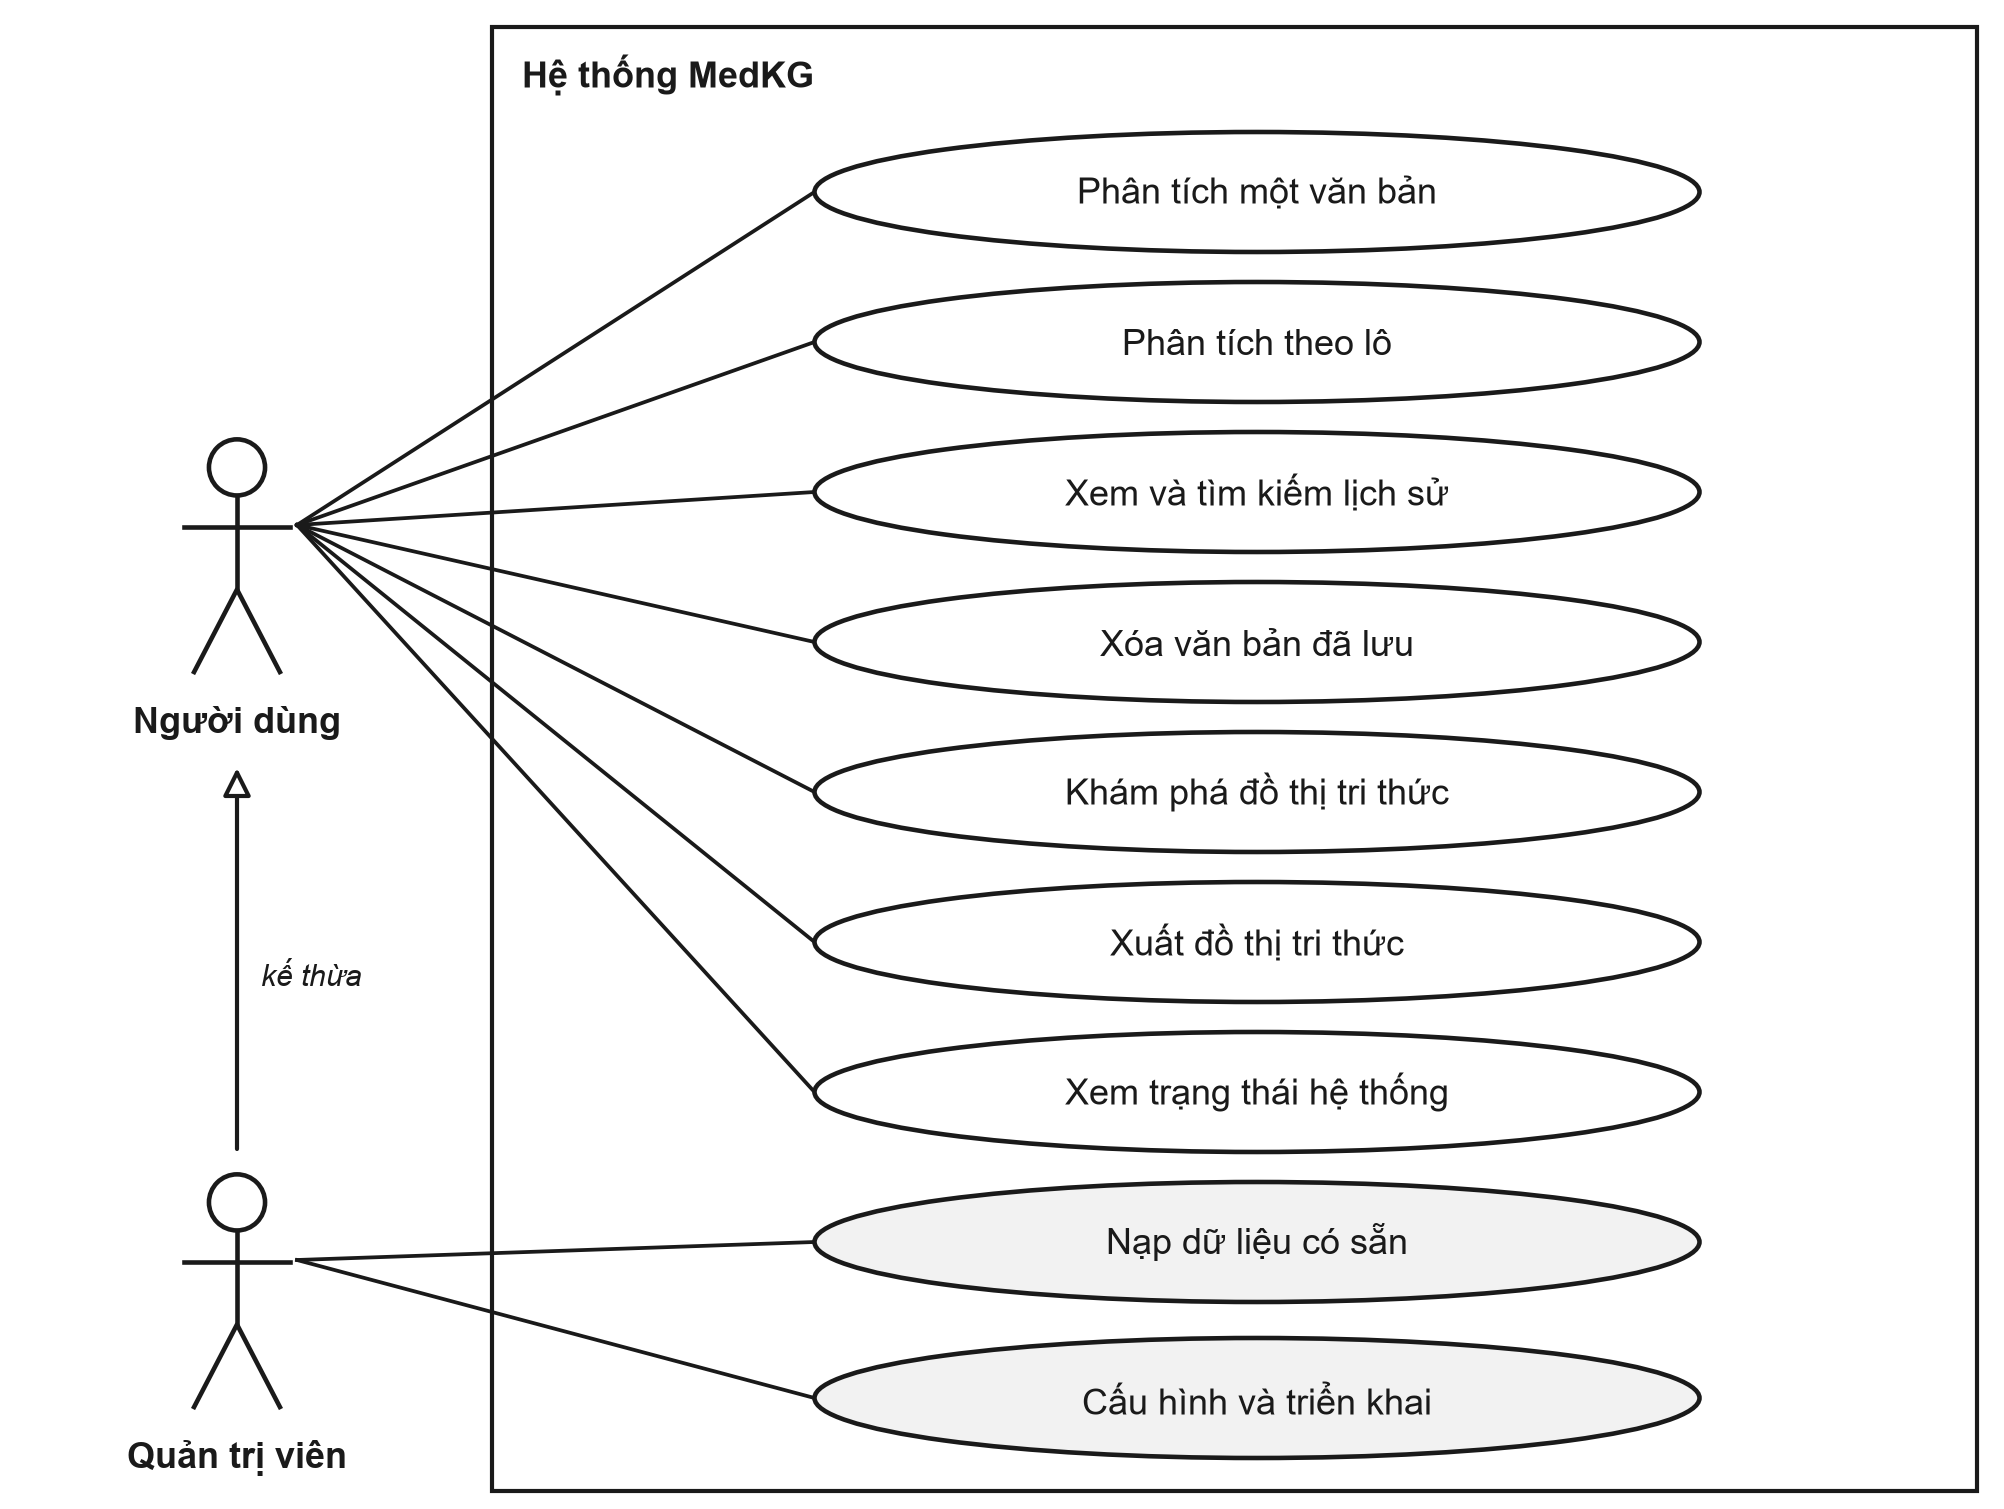 Hệ thống MedKG
Phân tích một văn bản
Phân tích theo lô
Xem và tìm kiếm lịch sử
Xóa văn bản đã lưu
Người dùng
Khám phá đồ thị tri thức
Xuất đồ thị tri thức
kế thừa
Xem trạng thái hệ thống
Nạp dữ liệu có sẵn
Cấu hình và triển khai
Quản trị viên